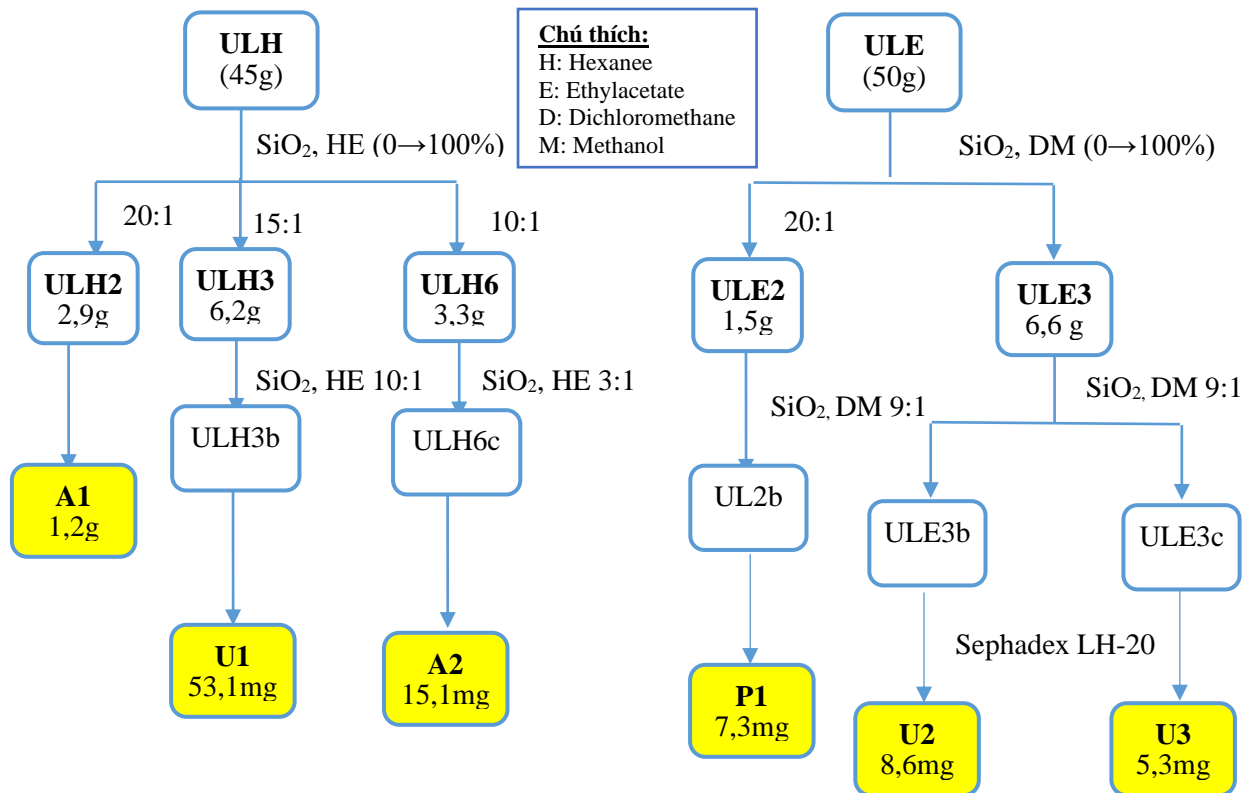 ULH
(45g)
Chú thích:
H: Hexanee
E: Ethylacetate
D: Dichloromethane
M: Methanol
ULE
(50g)
SiO₂, HE (0→100%)
SiO₂, DM (0→100%)
20:1
15:1
10:1
20:1
ULH2
2,9g
ULH3
6,2g
ULH6
3,3g
ULE2
1,5g
ULE3
6,6 g
SiO₂, HE 10:1
SiO₂, HE 3:1
SiO₂, DM 9:1
SiO₂, DM 9:1
ULH3b
ULH6c
UL2b
ULE3b
ULE3c
A1
1,2g
U1
53,1mg
A2
15,1mg
Sephadex LH-20
P1
7,3mg
U2
8,6mg
U3
5,3mg